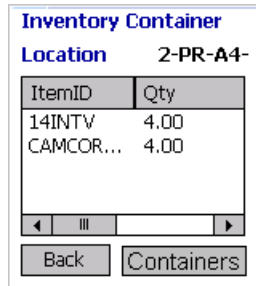 Inventory Container
Location 2-PR-A4-
ItemID Qty
14INTV 4.00
CAMCOR... 4.00
Back Containers